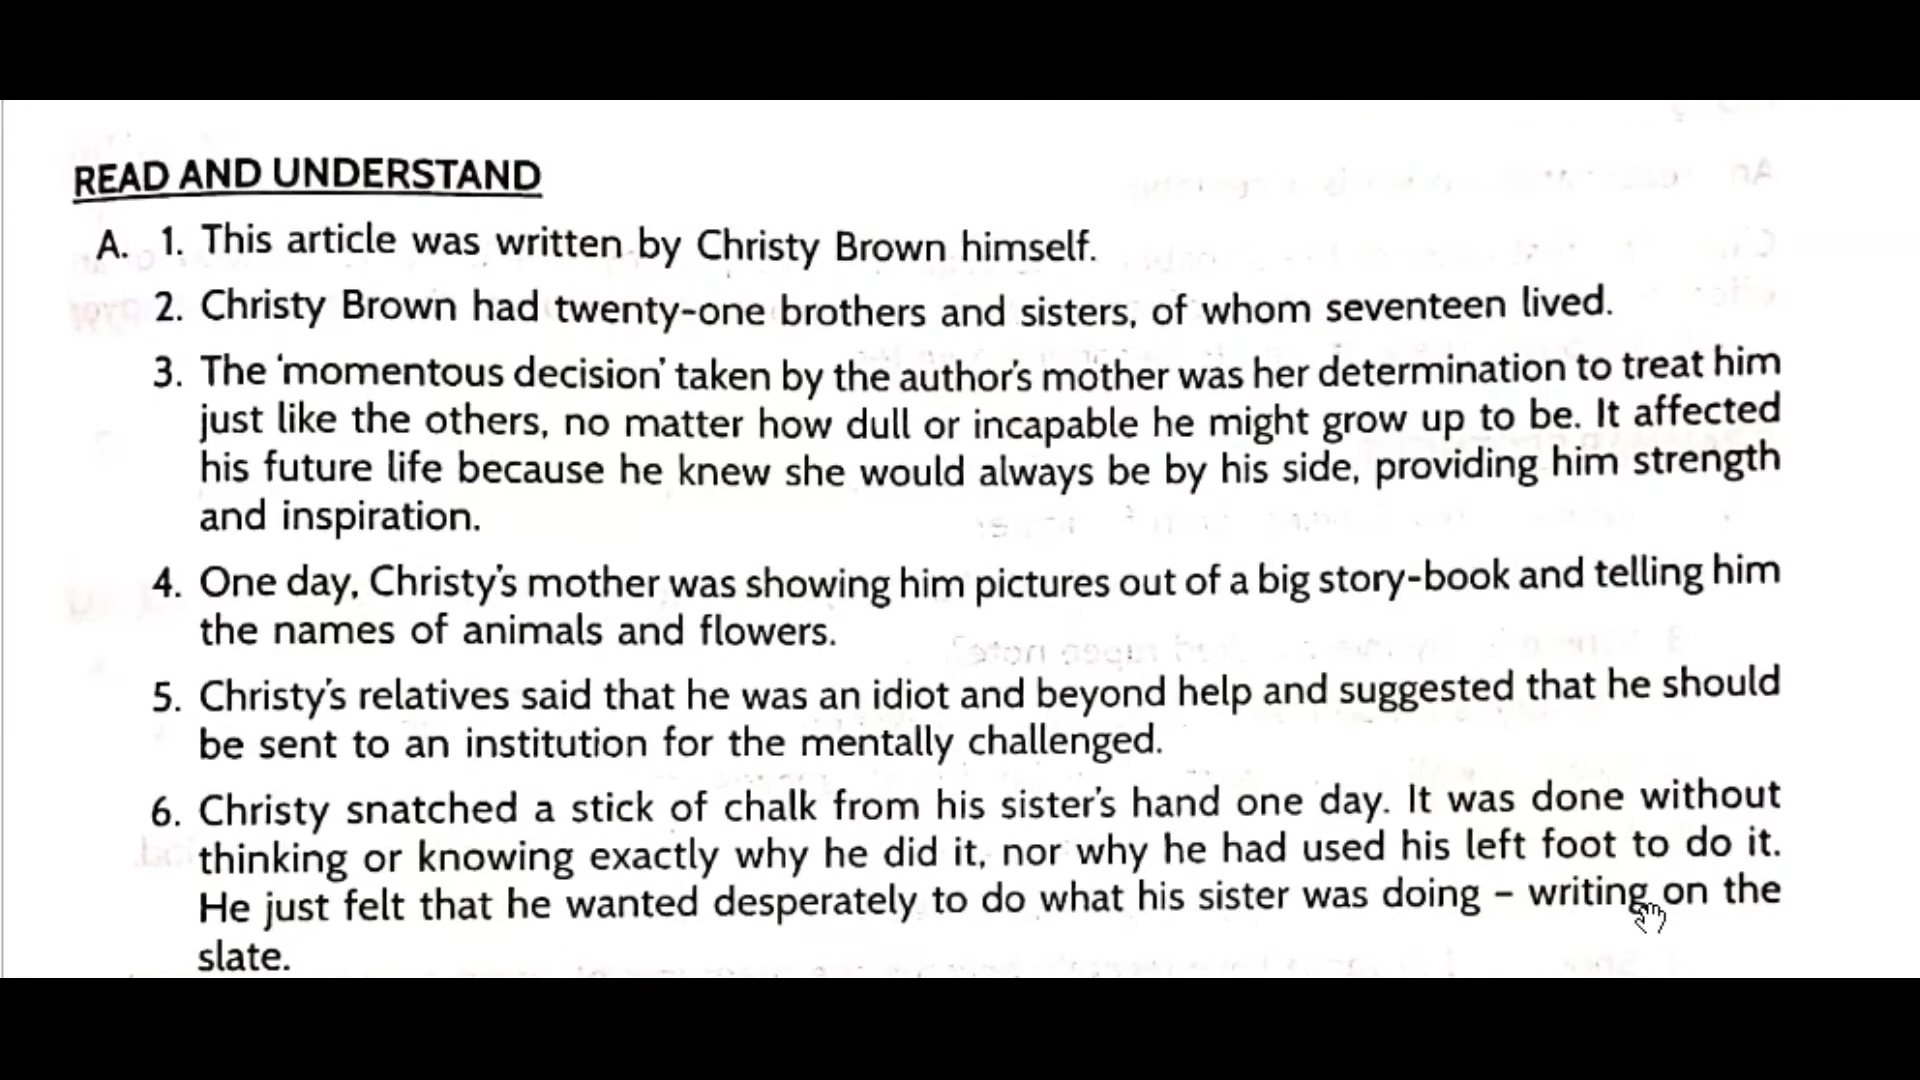 READ AND UNDERSTAND
A. 1. This article was written by Christy Brown himself.
2. Christy Brown had twenty-one brothers and sisters, of whom seventeen lived.
3. The ‘momentous decision’ taken by the author’s mother was her determination to treat him
just like the others, no matter how dull or incapable he might grow up to be. It affected
his future life because he knew she would always be by his side, providing him strength
and inspiration.
4. One day, Christy’s mother was showing him pictures out of a big story-book and telling him
the names of animals and flowers.
5. Christy’s relatives said that he was an idiot and beyond help and suggested that he should
be sent to an institution for the mentally challenged.
6. Christy snatched a stick of chalk from his sister’s hand one day. It was done without
thinking or knowing exactly why he did it, nor why he had used his left foot to do it.
He just felt that he wanted desperately to do what his sister was doing – writing on the
slate.